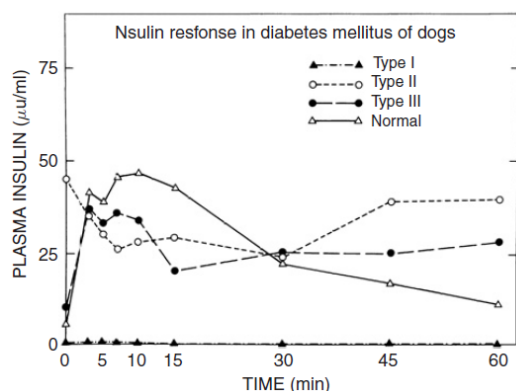 Nsulin resfonse in diabetes mellitus of dogs
Type I
Type II
Type III
Normal
PLASMA INSULIN (μu/ml)
75
50
25
0
0 5 10 15 30 45 60
TIME (min)